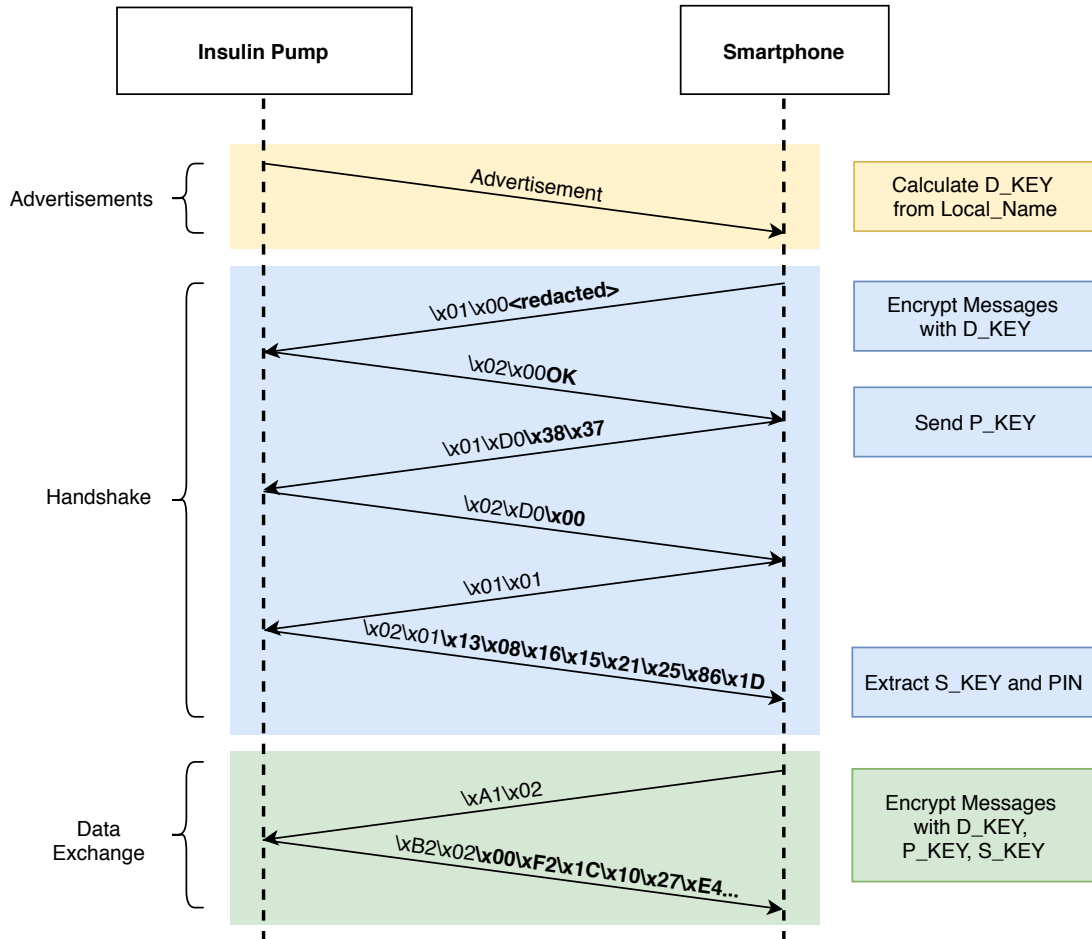 Insulin Pump
Smartphone
Advertisements
Advertisement
Calculate D_KEY
from Local_Name
Handshake
\x01\x00<redacted>
Encrypt Messages
with D_KEY
\x02\x00OK
Send P_KEY
\x01\xD0\x38\x37
\x02\xD0\x00
\x01\x01
\x02\x01\x13\x08\x16\x15\x21\x25\x86\x1D
Extract S_KEY and PIN
Data
Exchange
\xA1\x02
\xB2\x02\x00\xF2\x1C\x10\x27\xE4...
Encrypt Messages
with D_KEY,
P_KEY, S_KEY